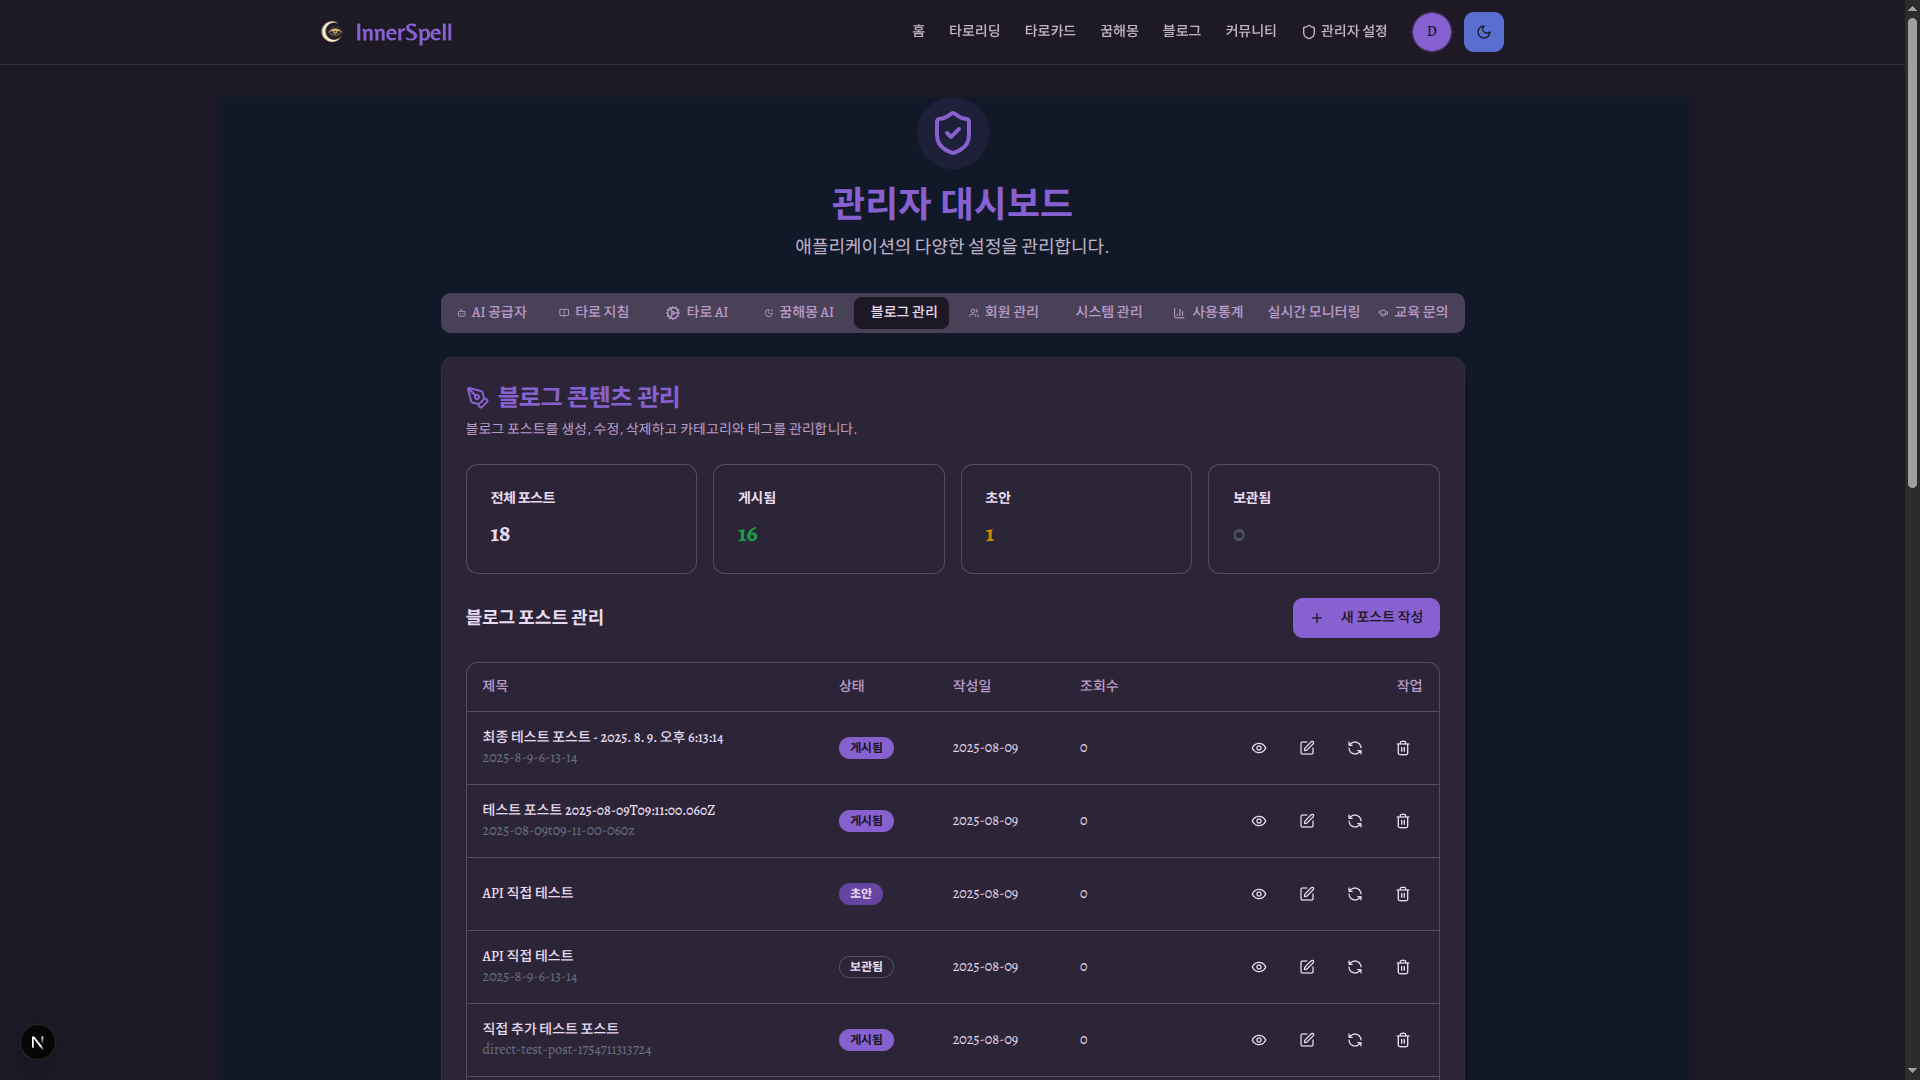 InnerSpell
홈 타로리딩 타로카드 꿈해몽 블로그 커뮤니티 관리자 설정 D
관리자 대시보드
애플리케이션의 다양한 설정을 관리합니다.
AI 공급자 타로 지침 타로 AI 꿈해몽 AI 블로그 관리 회원 관리 시스템 관리 사용통계 실시간 모니터링 교육 문의
블로그 콘텐츠 관리
블로그 포스트를 생성, 수정, 삭제하고 카테고리와 태그를 관리합니다.
전체 포스트 게시됨 초안 보관됨
18 16 1 0
블로그 포스트 관리 새 포스트 작성
제목 상태 작성일 조회수 작업
최종 테스트 포스트 - 2025. 8. 9. 오후 6:13:14 게시됨 2025-08-09 0
2025-8-9-6-13-14
테스트 포스트 2025-08-09T09:11:00.060Z 게시됨 2025-08-09 0
2025-08-09t09-11-00-060z
API 직접 테스트 초안 2025-08-09 0
API 직접 테스트 보관됨 2025-08-09 0
2025-8-9-6-13-14
직접 추가 테스트 포스트 게시됨 2025-08-09 0
direct-test-post-1754711313724
N